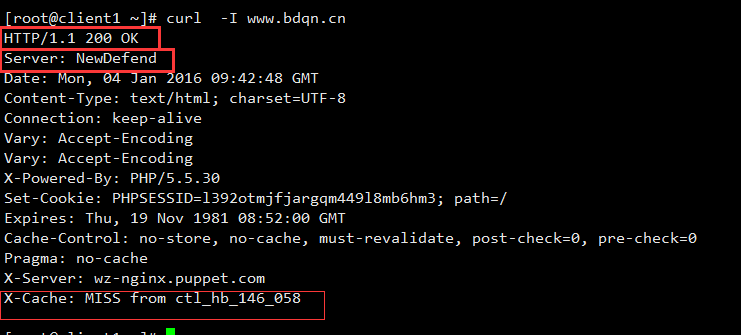 [root@client1 ~]# curl  -I www.bdqn.cn
HTTP/1.1 200 OK
Server: NewDefend
Date: Mon, 04 Jan 2016 09:42:48 GMT
Content-Type: text/html; charset=UTF-8
Connection: keep-alive
Vary: Accept-Encoding
Vary: Accept-Encoding
X-Powered-By: PHP/5.5.30
Set-Cookie: PHPSESSID=l392otmjfjargqm449l8mb6hm3; path=/
Expires: Thu, 19 Nov 1981 08:52:00 GMT
Cache-Control: no-store, no-cache, must-revalidate, post-check=0, pre-check=0
Pragma: no-cache
X-Server: wz-nginx.puppet.com
X-Cache: MISS from ctl_hb_146_058
[root@client1 ~]#